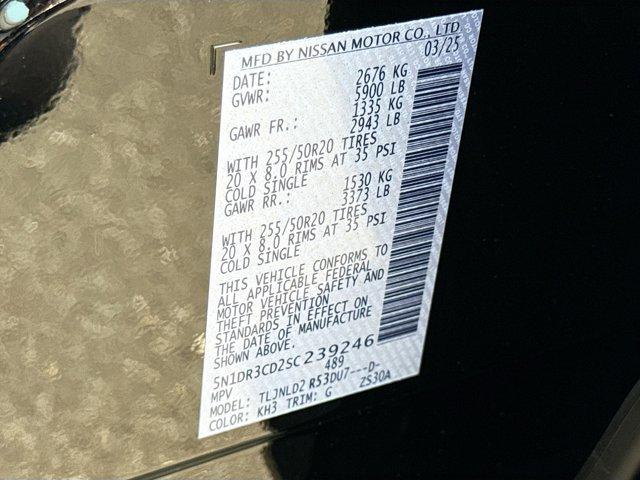 MFD BY NISSAN MOTOR CO., LTD.
DATE: 03/25
GVWR: 2676 KG
5900 LB
GAWR FR.: 1335 KG
2943 LB
WITH 255/50R20 TIRES
20 X 8.0 RIMS AT 35 PSI
COLD SINGLE
GAWR RR.: 1530 KG
3373 LB
WITH 255/50R20 TIRES
20 X 8.0 RIMS AT 35 PSI
COLD SINGLE
THIS VEHICLE CONFORMS TO
ALL APPLICABLE FEDERAL
MOTOR VEHICLE SAFETY AND
THEFT PREVENTION
STANDARDS IN EFFECT ON
THE DATE OF MANUFACTURE
SHOWN ABOVE.
5N1DR3CD2SC239246
MPV 489
MODEL: TLJNLD2 R53DU7---D-
COLOR: KH3 TRIM: G ZS30A